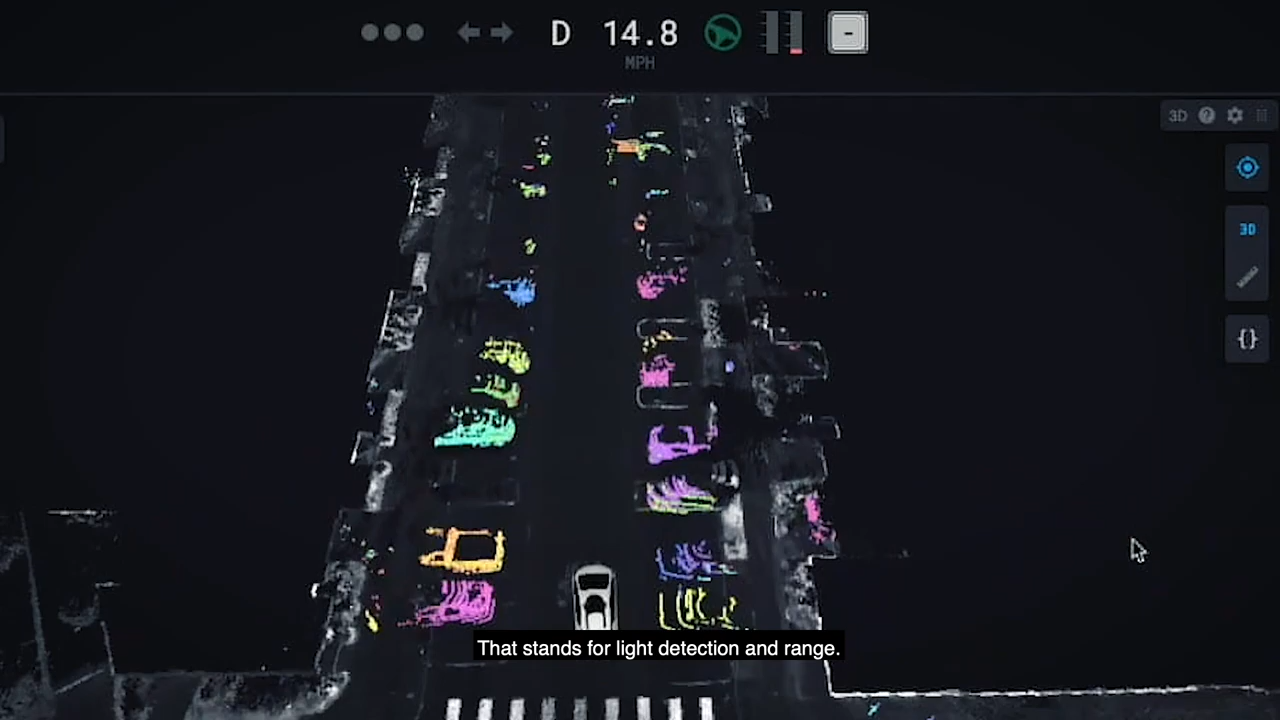 D 14.8
MPH
3D
3D
{}
That stands for light detection and range.